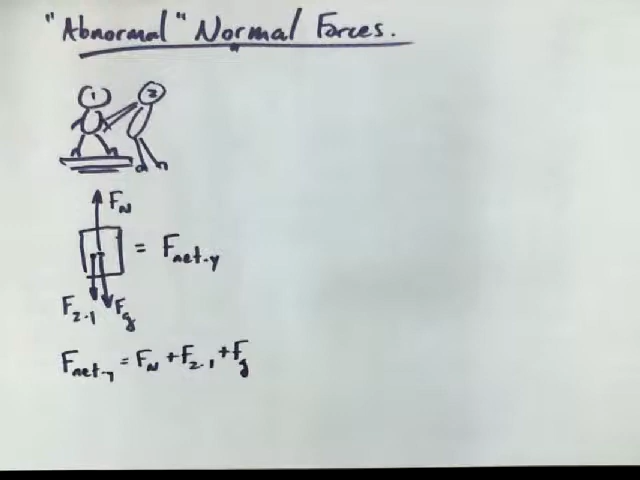 "Abnormal" Normal Forces.
1 2
F_N
= F_net-y
F_2-1 F_g
F_net-y = F_N + F_2-1 + F_g